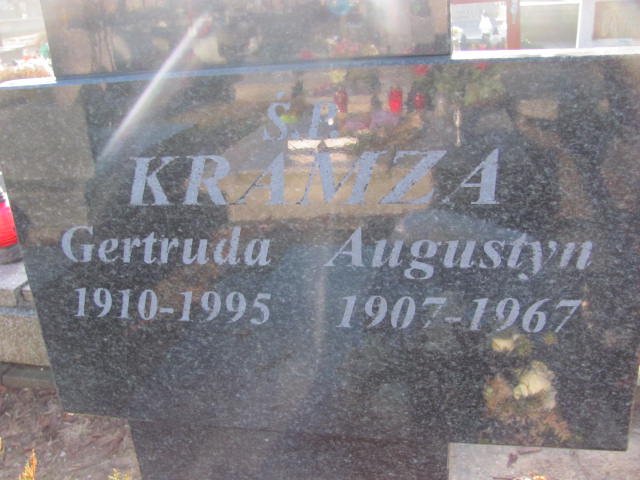 Ś.P.
KRAMZA
Gertruda Augustyn
1910-1995 1907-1967